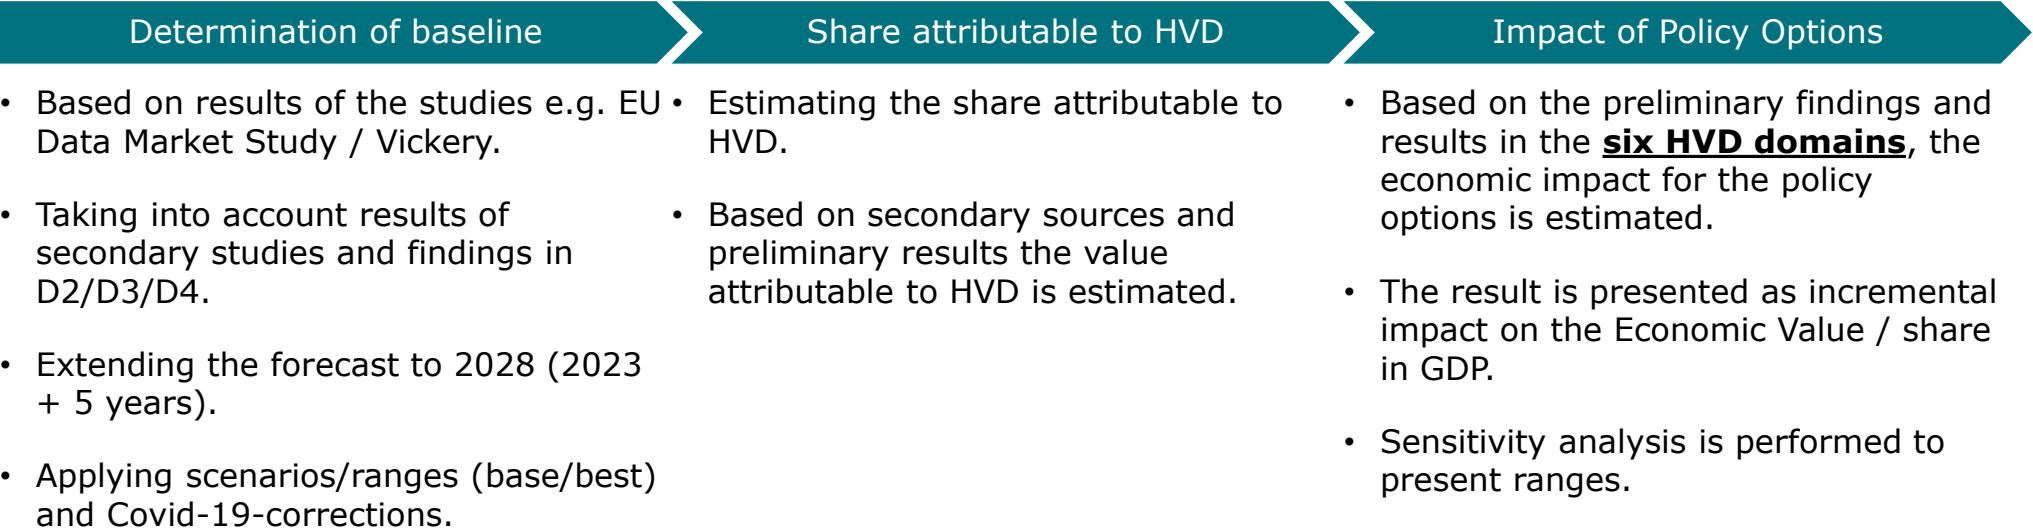 Determination of baseline
Share attributable to HVD
Impact of Policy Options
• Based on results of the studies e.g. EU
Data Market Study / Vickery.
• Taking into account results of
secondary studies and findings in
D2/D3/D4.
• Extending the forecast to 2028 (2023
+ 5 years).
• Applying scenarios/ranges (base/best)
and Covid-19-corrections.
• Estimating the share attributable to
HVD.
• Based on secondary sources and
preliminary results the value
attributable to HVD is estimated.
• Based on the preliminary findings and
results in the six HVD domains, the
economic impact for the policy
options is estimated.
• The result is presented as incremental
impact on the Economic Value / share
in GDP.
• Sensitivity analysis is performed to
present ranges.